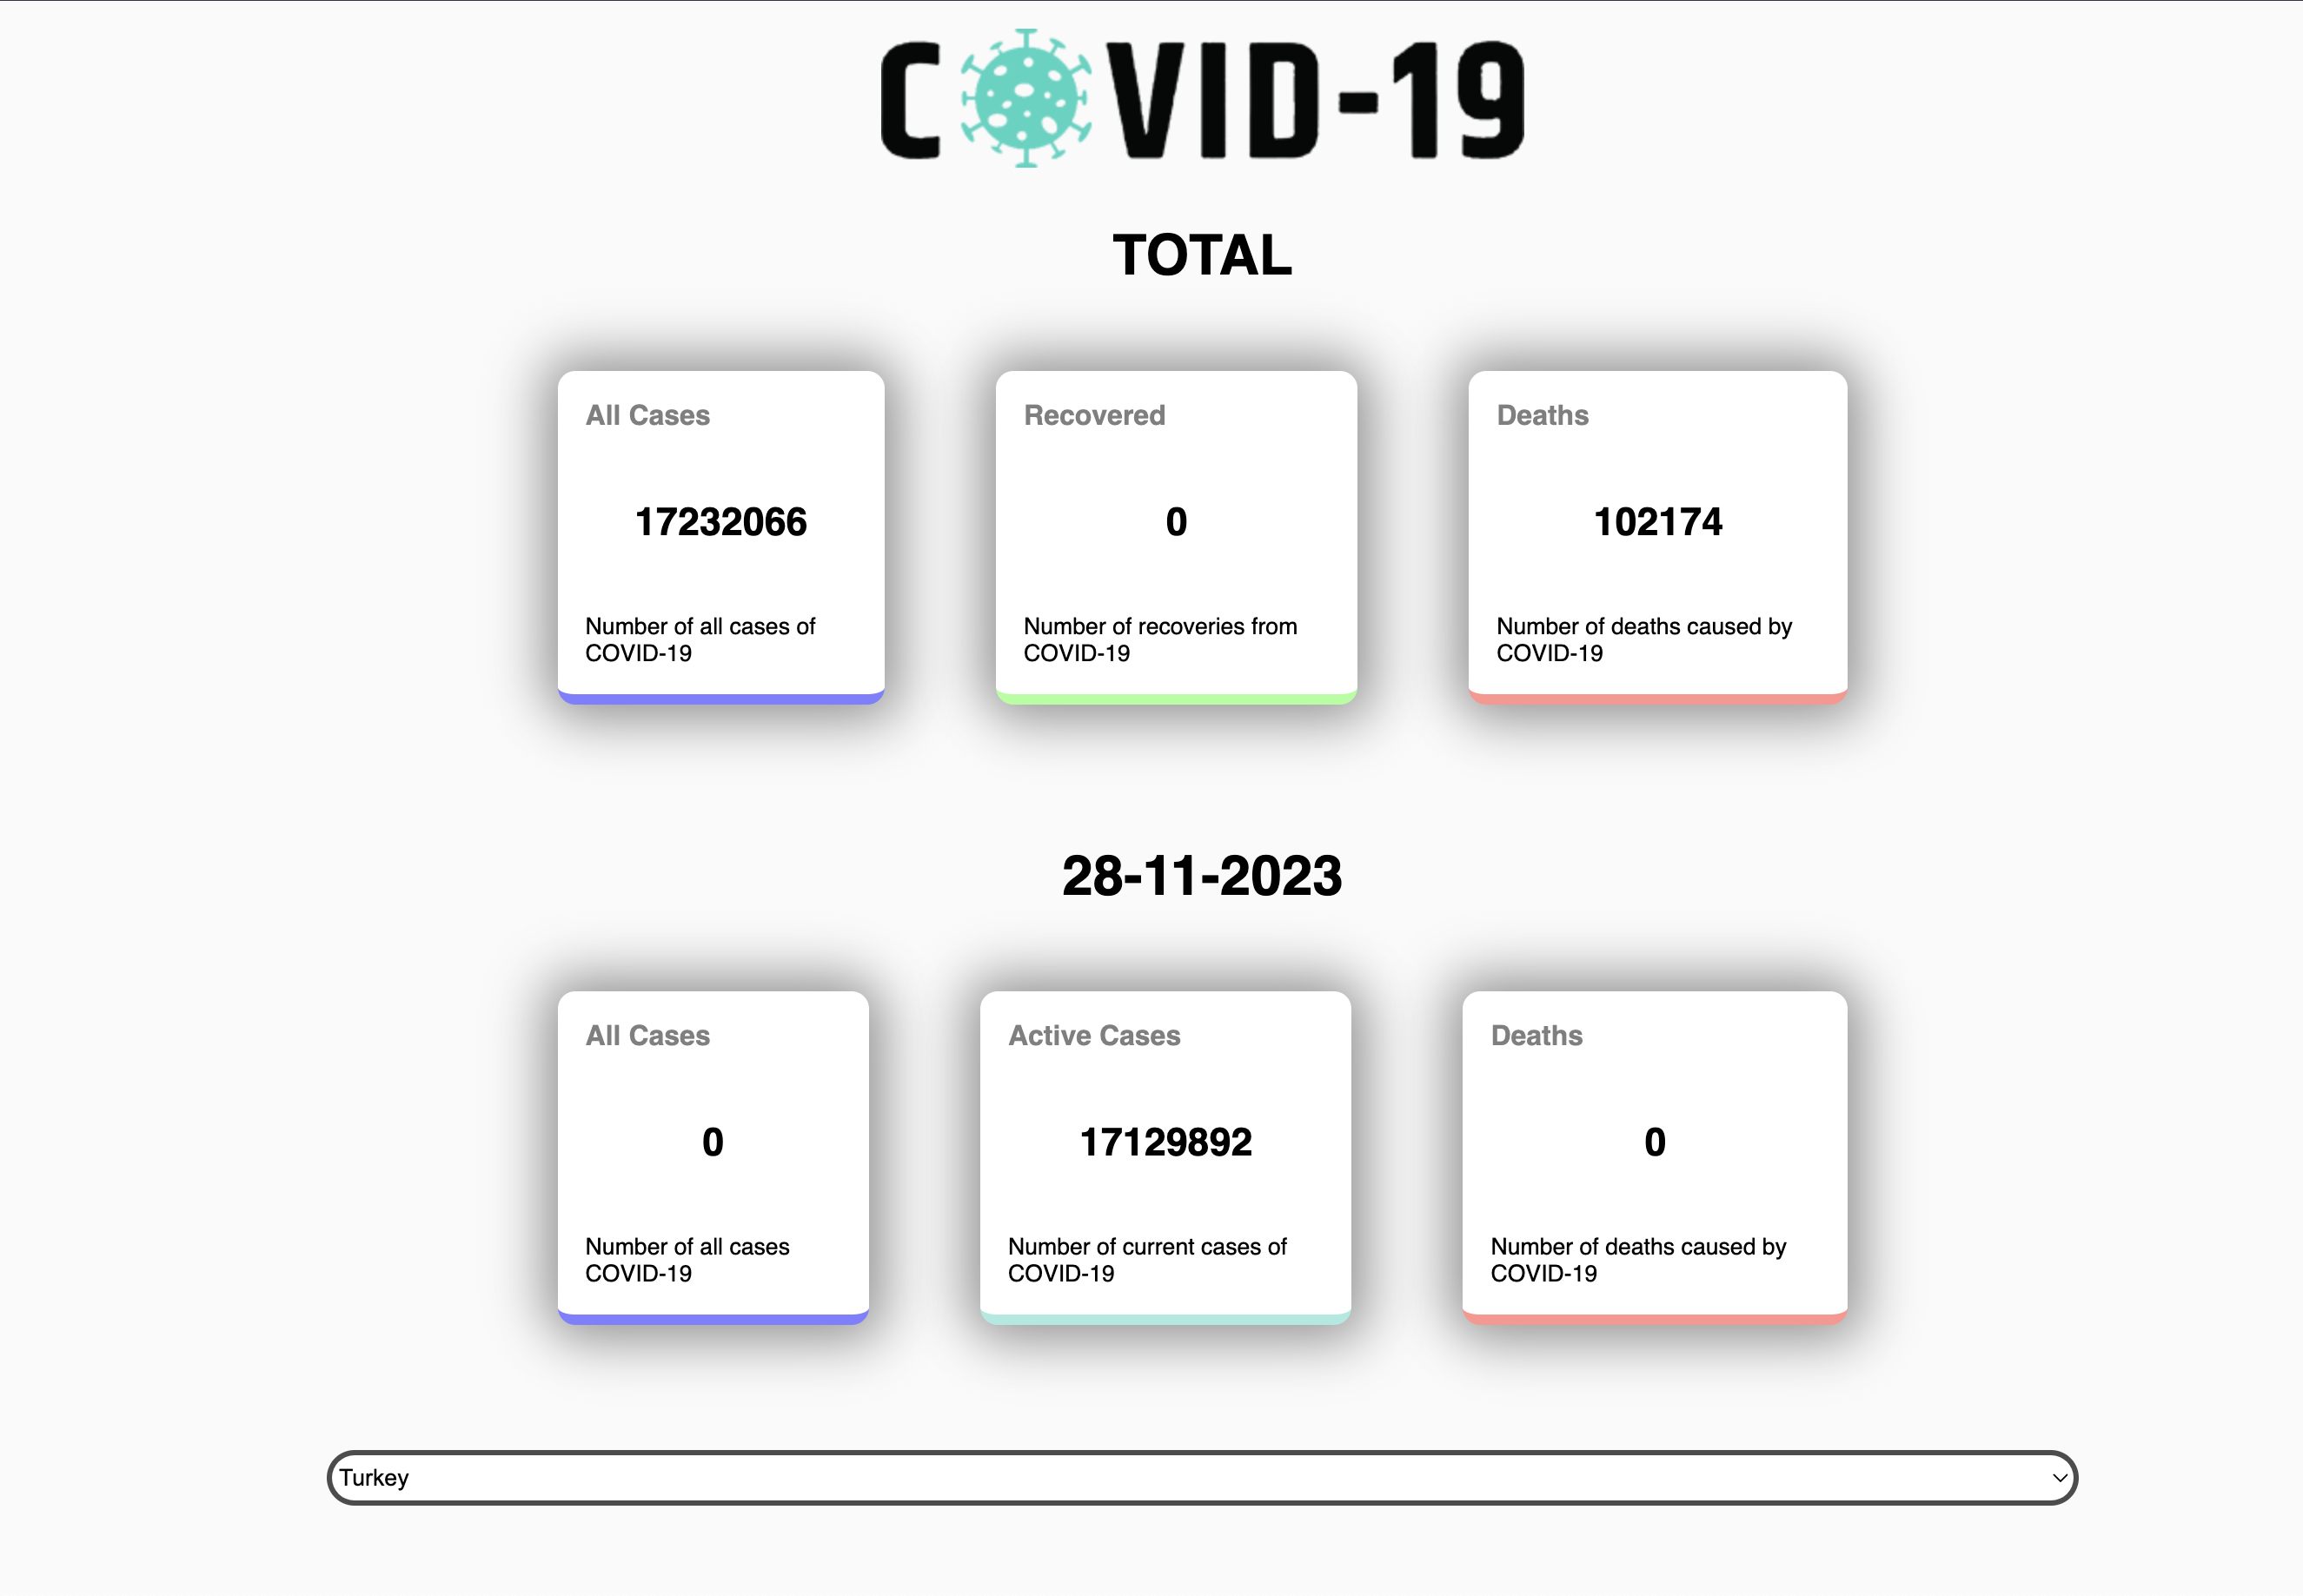 COVID-19
TOTAL
All Cases
17232066
Number of all cases of
COVID-19
Recovered
0
Number of recoveries from
COVID-19
Deaths
102174
Number of deaths caused by
COVID-19
28-11-2023
All Cases
0
Number of all cases
COVID-19
Active Cases
17129892
Number of current cases of
COVID-19
Deaths
0
Number of deaths caused by
COVID-19
Turkey